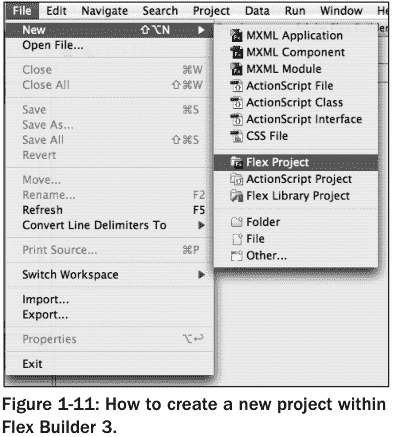 File Edit Navigate Search Project Data Run Window He
New ⇧⌥N ▶
Open File...
Close ⌘W
Close All ⇧⌘W
Save ⌘S
Save As...
Save All ⇧⌘S
Revert
Move...
Rename... F2
Refresh F5
Convert Line Delimiters To ▶
Print Source... ⌘P
Switch Workspace ▶
Import...
Export...
Properties ⌥↩
Exit
MXML Application
MXML Component
MXML Module
ActionScript File
ActionScript Class
ActionScript Interface
CSS File
Flex Project
ActionScript Project
Flex Library Project
Folder
File
Other...
Figure 1-11: How to create a new project within
Flex Builder 3.